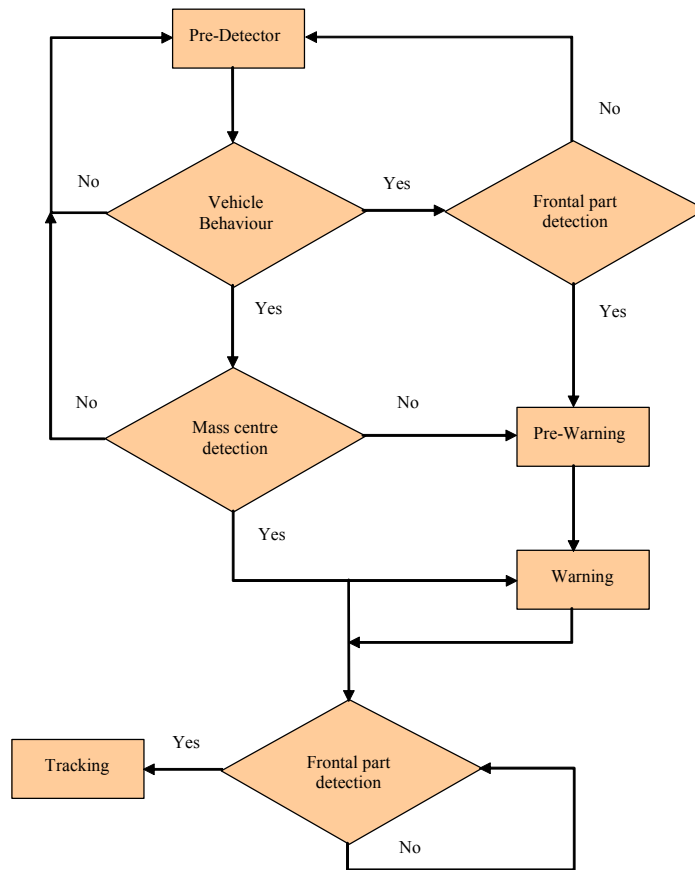 Pre-Detector
No
No
Vehicle
Behaviour
Yes
Frontal part
detection
Yes
Yes
No
Mass centre
detection
No
Pre-Warning
Yes
Warning
Tracking
Yes
Frontal part
detection
No